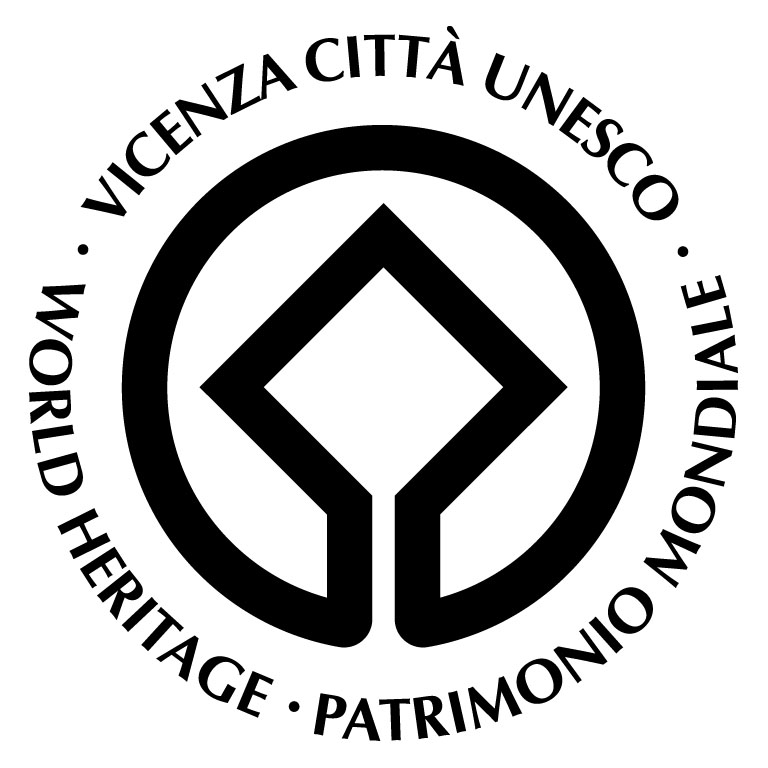 VICENZA CITTÀ UNESCO
WORLD HERITAGE · PATRIMONIO MONDIALE